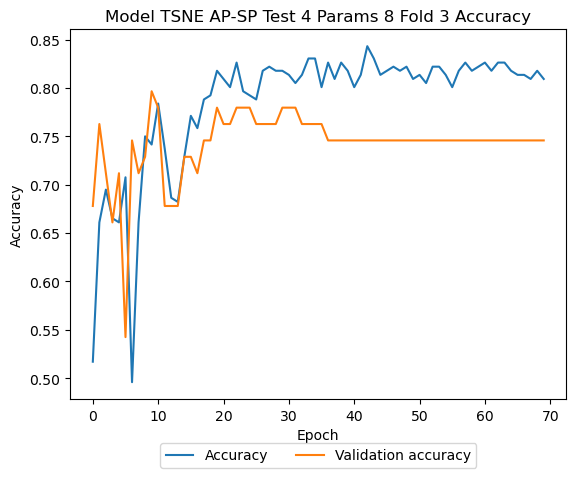 Model TSNE AP-SP Test 4 Params 8 Fold 3 Accuracy
0.85
0.80
0.75
0.70
0.65
0.60
0.55
0.50
Accuracy
0 10 20 30 40 50 60 70
Epoch
Accuracy Validation accuracy